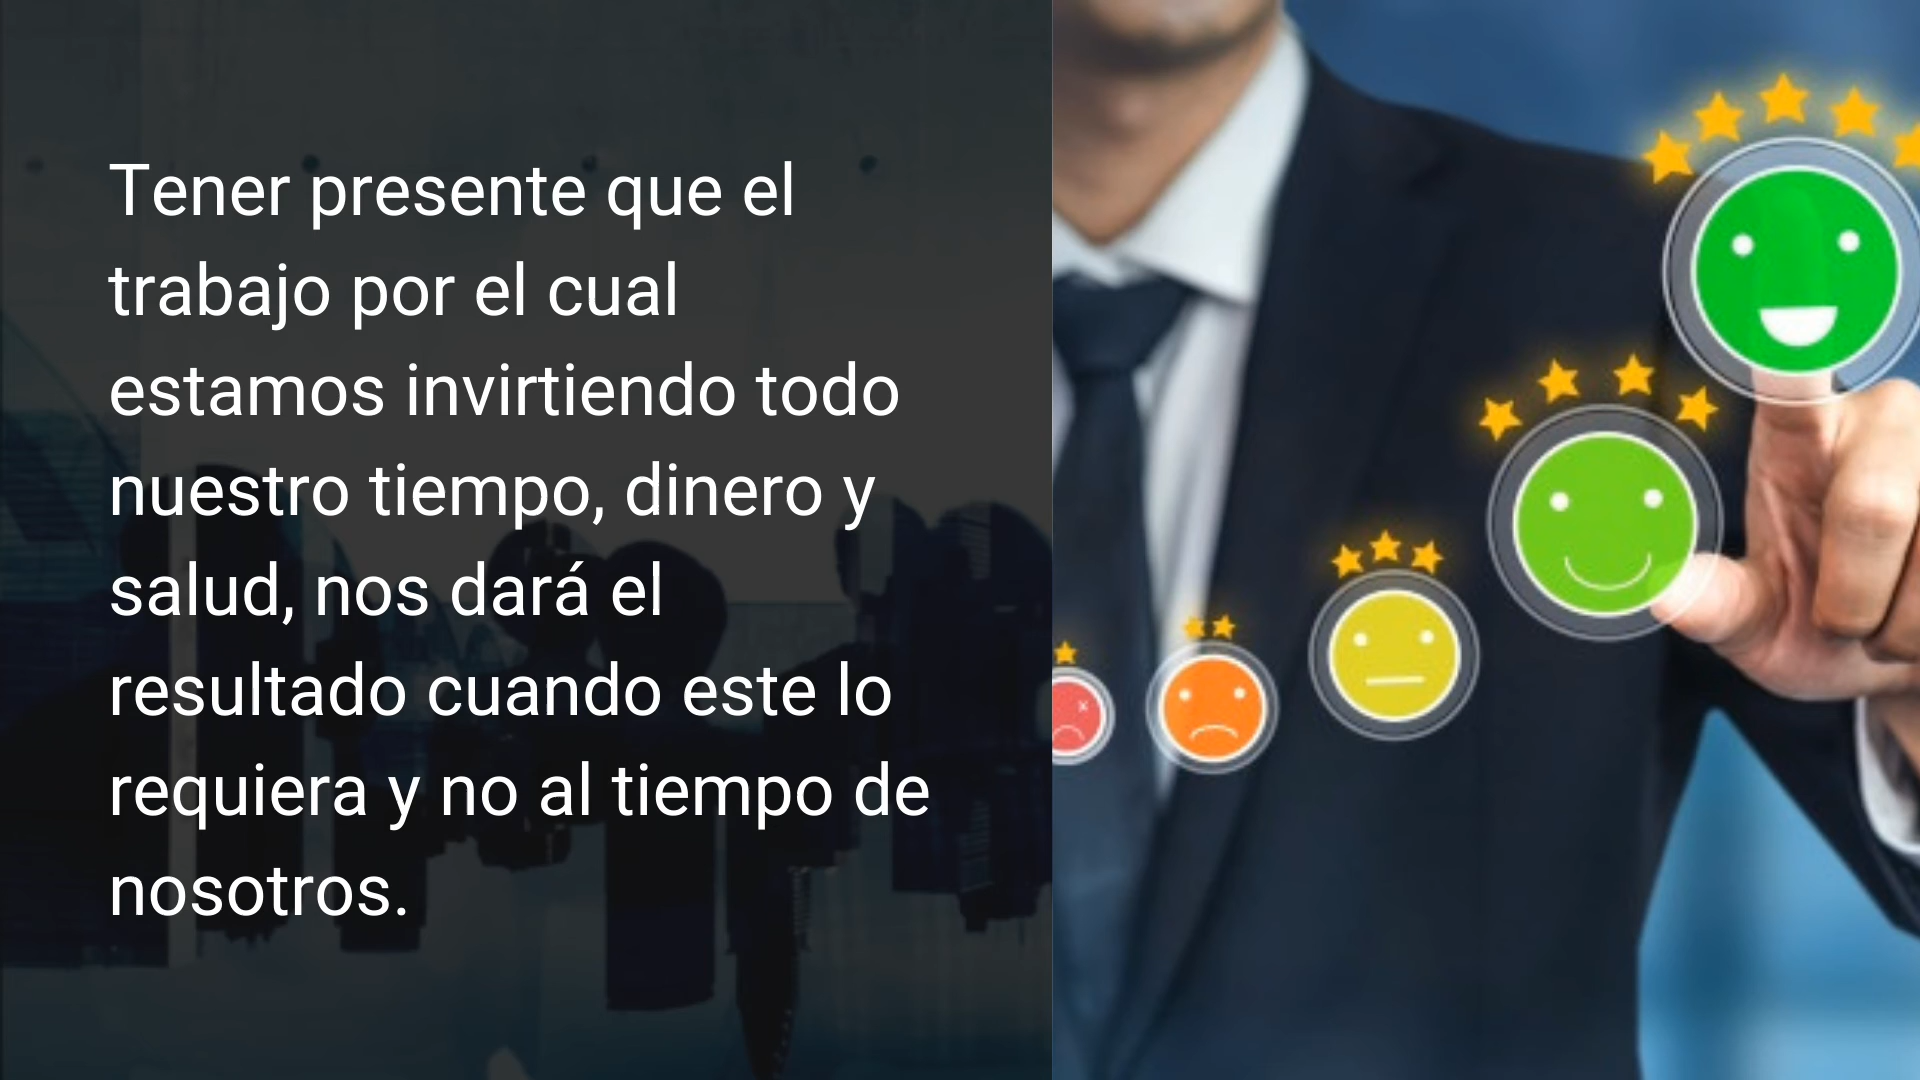 Tener presente que el
trabajo por el cual
estamos invirtiendo todo
nuestro tiempo, dinero y
salud, nos dará el
resultado cuando este lo
requiera y no al tiempo de
nosotros.